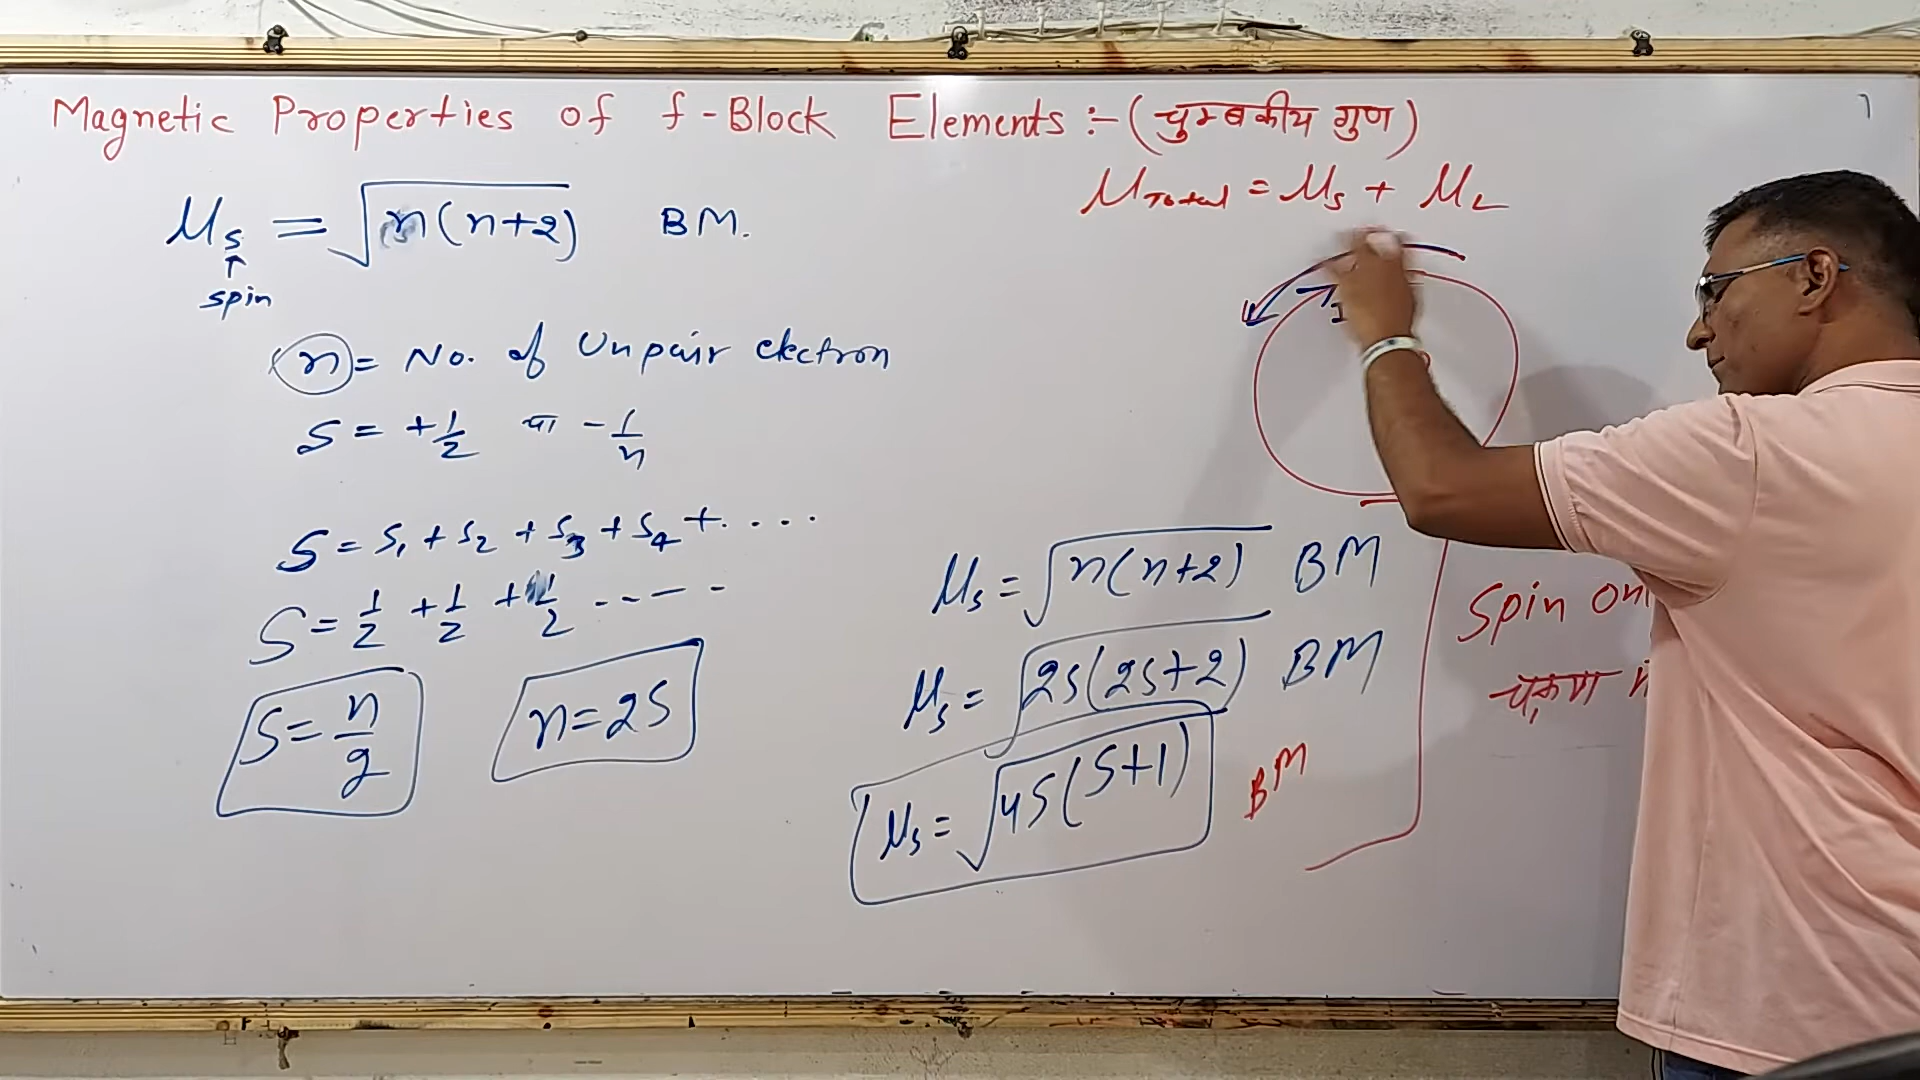 Magnetic Properties of f-Block Elements :- (चुम्बकीय गुण)
μs = √n(n+2) BM.
↑
spin
n = No. of Unpair electron
S = +1/2 या -1/n
S = S1 + S2 + S3 + S4 + ....
S = 1/2 + 1/2 + 1/2 -----
S = n/2
n = 2S
μTotal = μs + μL
μs = √n(n+2) BM
μs = √2s(2s+2) BM
μs = √4S(S+1) BM
Spin